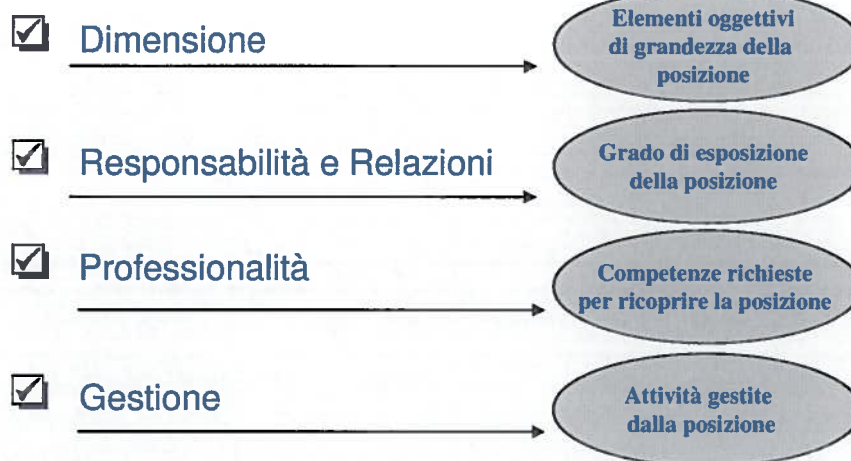 Dimensione
Elementi oggettivi
di grandezza della
posizione
Responsabilità e Relazioni
Grado di esposizione
della posizione
Professionalità
Competenze richieste
per ricoprire la posizione
Gestione
Attività gestite
dalla posizione